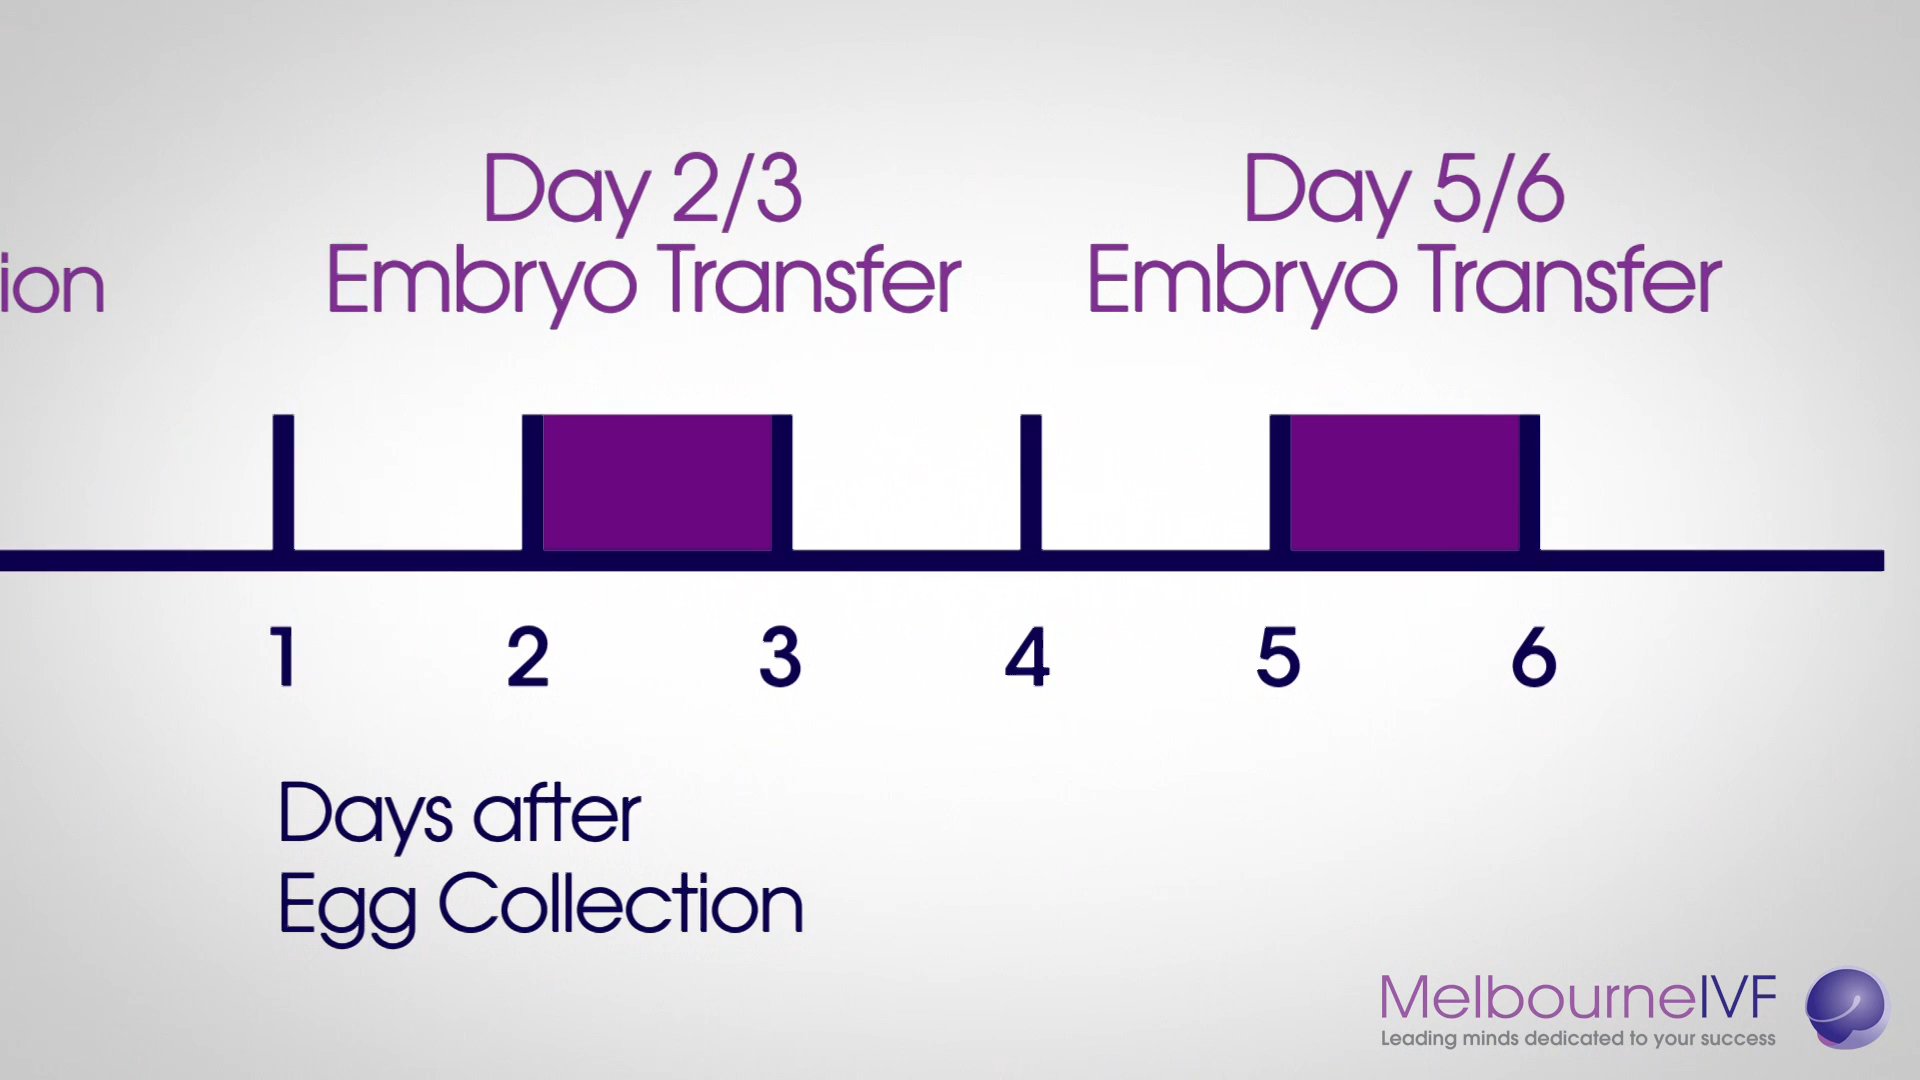 Day 2/3
Embryo Transfer
Day 5/6
Embryo Transfer
ion
1 2 3 4 5 6
Days after
Egg Collection
MelbourneIVF
Leading minds dedicated to your success